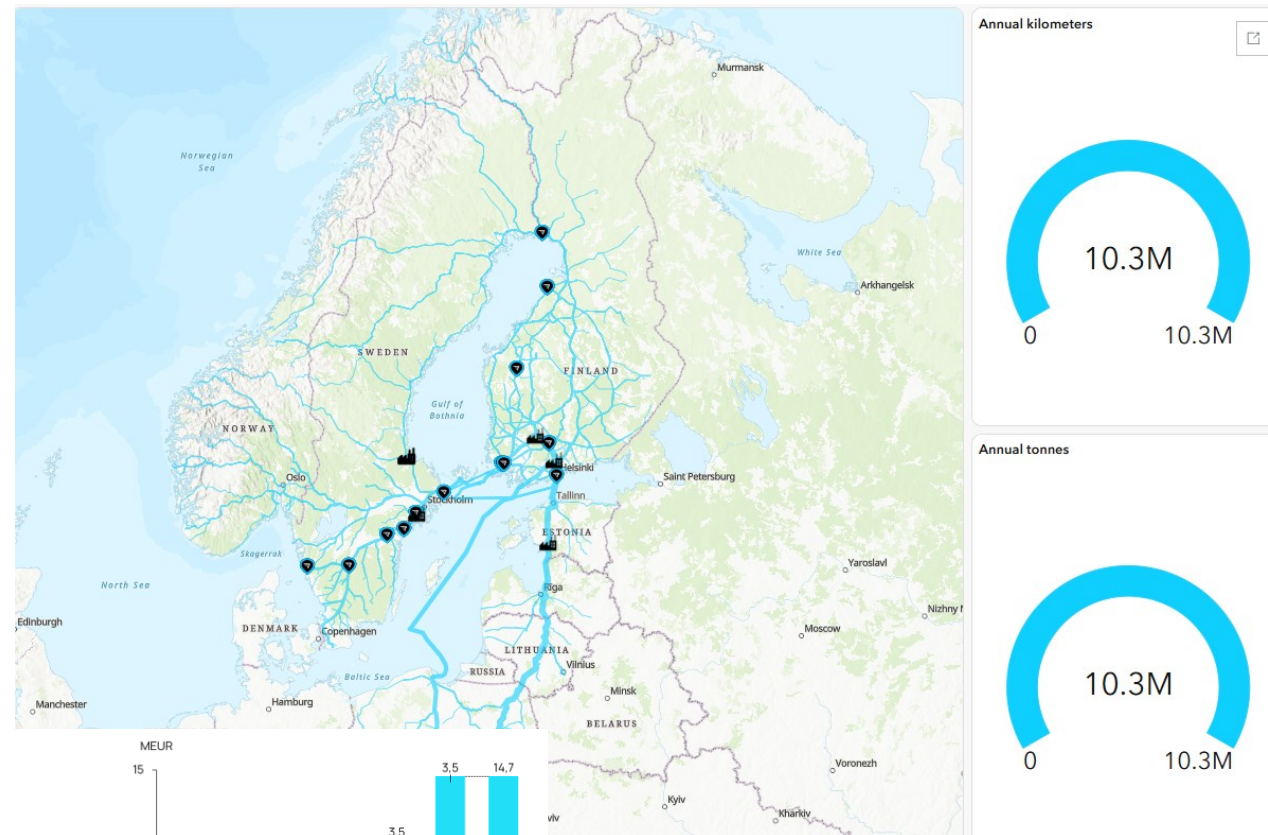 Annual kilometers
Murmansk
Norwegian
Sea
White Sea
Arkhangelsk
10.3M
0
10.3M
SWEDEN
FINLAND
Gulf of
Bothnia
NORWAY
Oslo
Helsinki
Saint Petersburg
Annual tonnes
Stockholm
Tallinn
ESTONIA
Skagerrak
North Sea
Riga
Yaroslavl
Nizhny
Edinburgh
DENMARK
Copenhagen
Moscow
LITHUANIA
Vilnius
RUSSIA
Baltic Sea
Minsk
Manchester
Hamburg
BELARUS
10.3M
0
10.3M
MEUR
15
3,5
14,7
3,5
Voronezh
Kyiv
Kharkiv